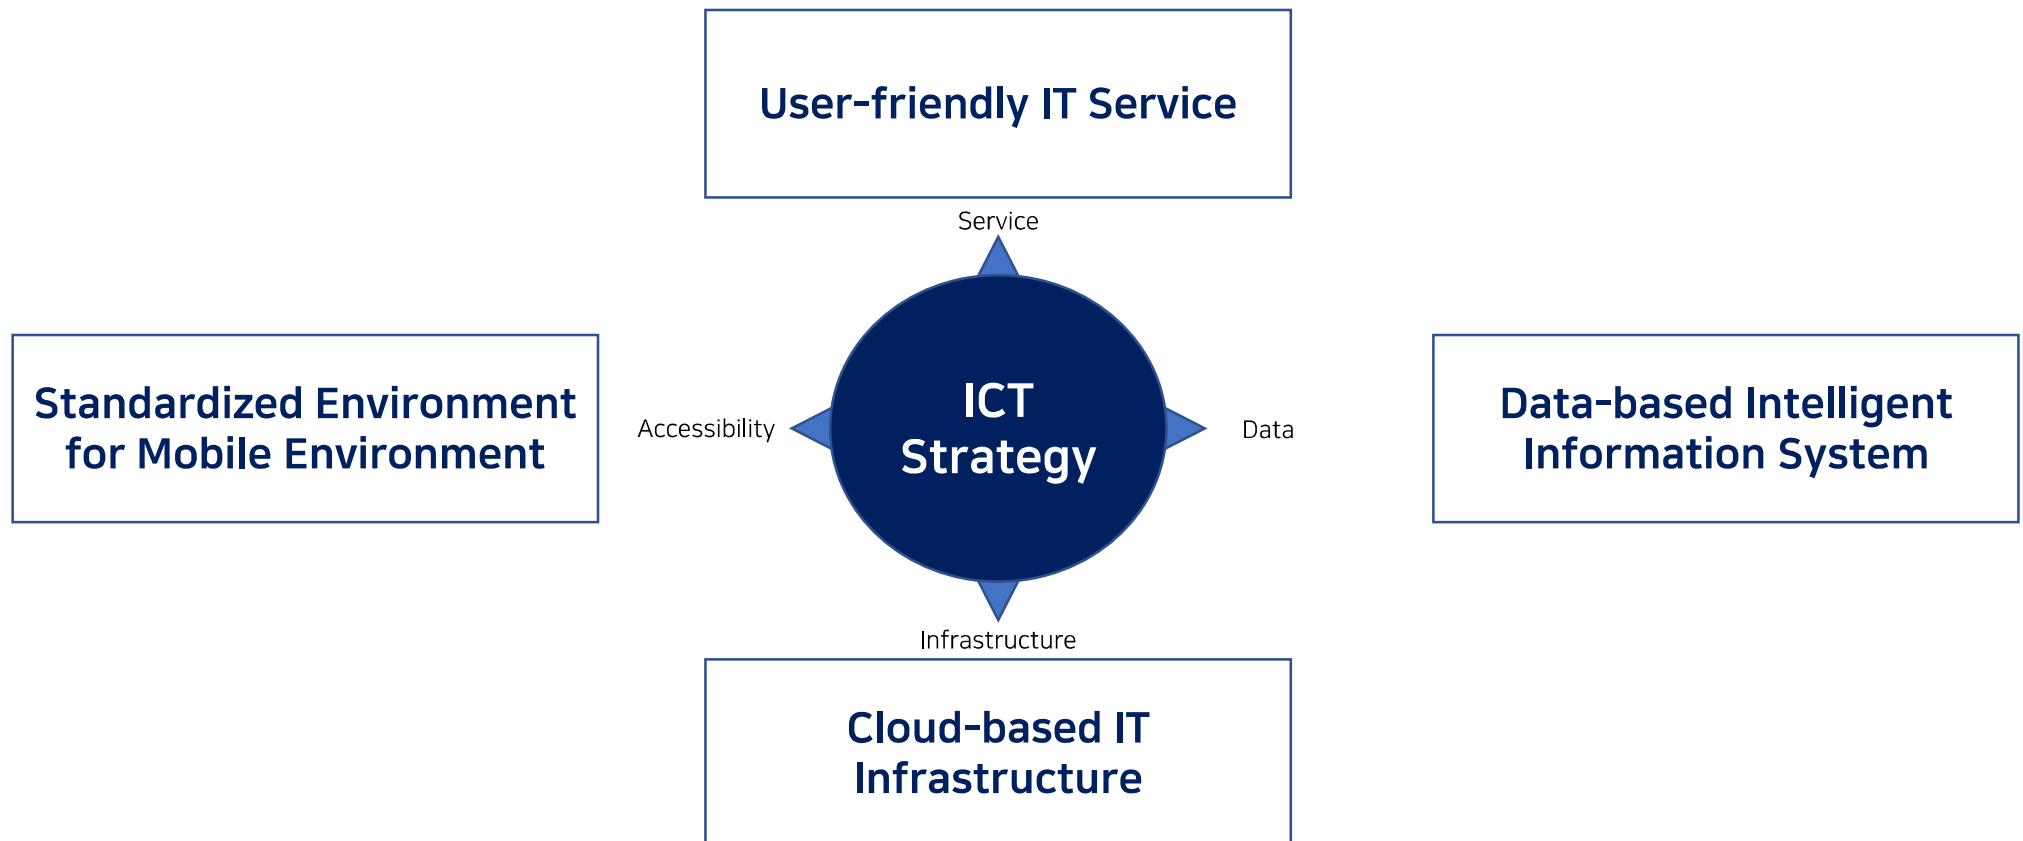 User-friendly IT Service
Service
Standardized Environment
for Mobile Environment
Accessibility
ICT
Strategy
Data
Data-based Intelligent
Information System
Infrastructure
Cloud-based IT
Infrastructure